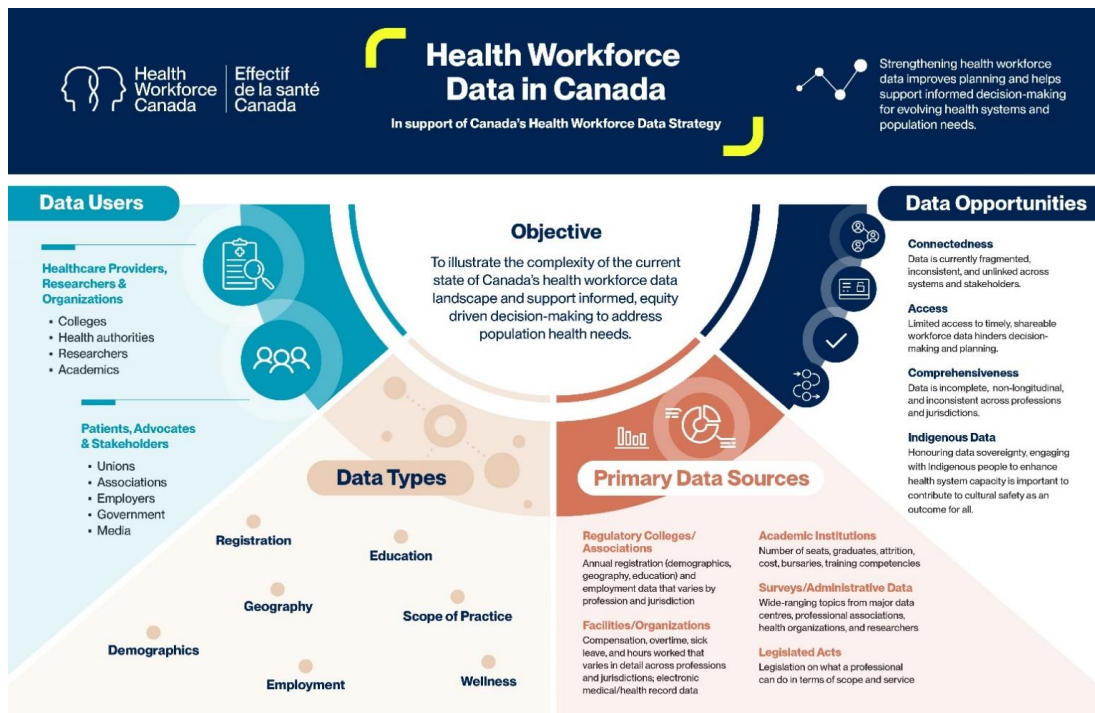 Health
Workforce
Canada
Effectif
de la santé
Canada
Health Workforce
Data in Canada
In support of Canada's Health Workforce Data Strategy
Strengthening health workforce
data improves planning and helps
support informed decision-making
for evolving health systems and
population needs.
Data Users
Healthcare Providers,
Researchers &
Organizations
• Colleges
• Health authorities
• Researchers
• Academics
Patients, Advocates
& Stakeholders
• Unions
• Associations
• Employers
• Government
• Media
Objective
To illustrate the complexity of the current
state of Canada's health workforce data
landscape and support informed, equity
driven decision-making to address
population health needs.
Data Types
Registration
Education
Geography
Scope of Practice
Demographics
Employment
Wellness
Primary Data Sources
Regulatory Colleges/
Associations
Annual registration (demographics,
geography, education) and
employment data that varies by
profession and jurisdiction
Facilities/Organizations
Compensation, overtime, sick
leave, and hours worked that
varies in detail across professions
and jurisdictions; electronic
medical/health record data
Academic Institutions
Number of seats, graduates, attrition,
cost, bursaries, training competencies
Surveys/Administrative Data
Wide-ranging topics from major data
centres, professional associations,
health organizations, and researchers
Legislated Acts
Legislation on what a professional
can do in terms of scope and service
Data Opportunities
Connectedness
Data is currently fragmented,
inconsistent, and unlinked across
systems and stakeholders.
Access
Limited access to timely, shareable
workforce data hinders decision-
making and planning.
Comprehensiveness
Data is incomplete, non-longitudinal,
and inconsistent across professions
and jurisdictions.
Indigenous Data
Honouring data sovereignty, engaging
with Indigenous people to enhance
health system capacity is important to
contribute to cultural safety as an
outcome for all.